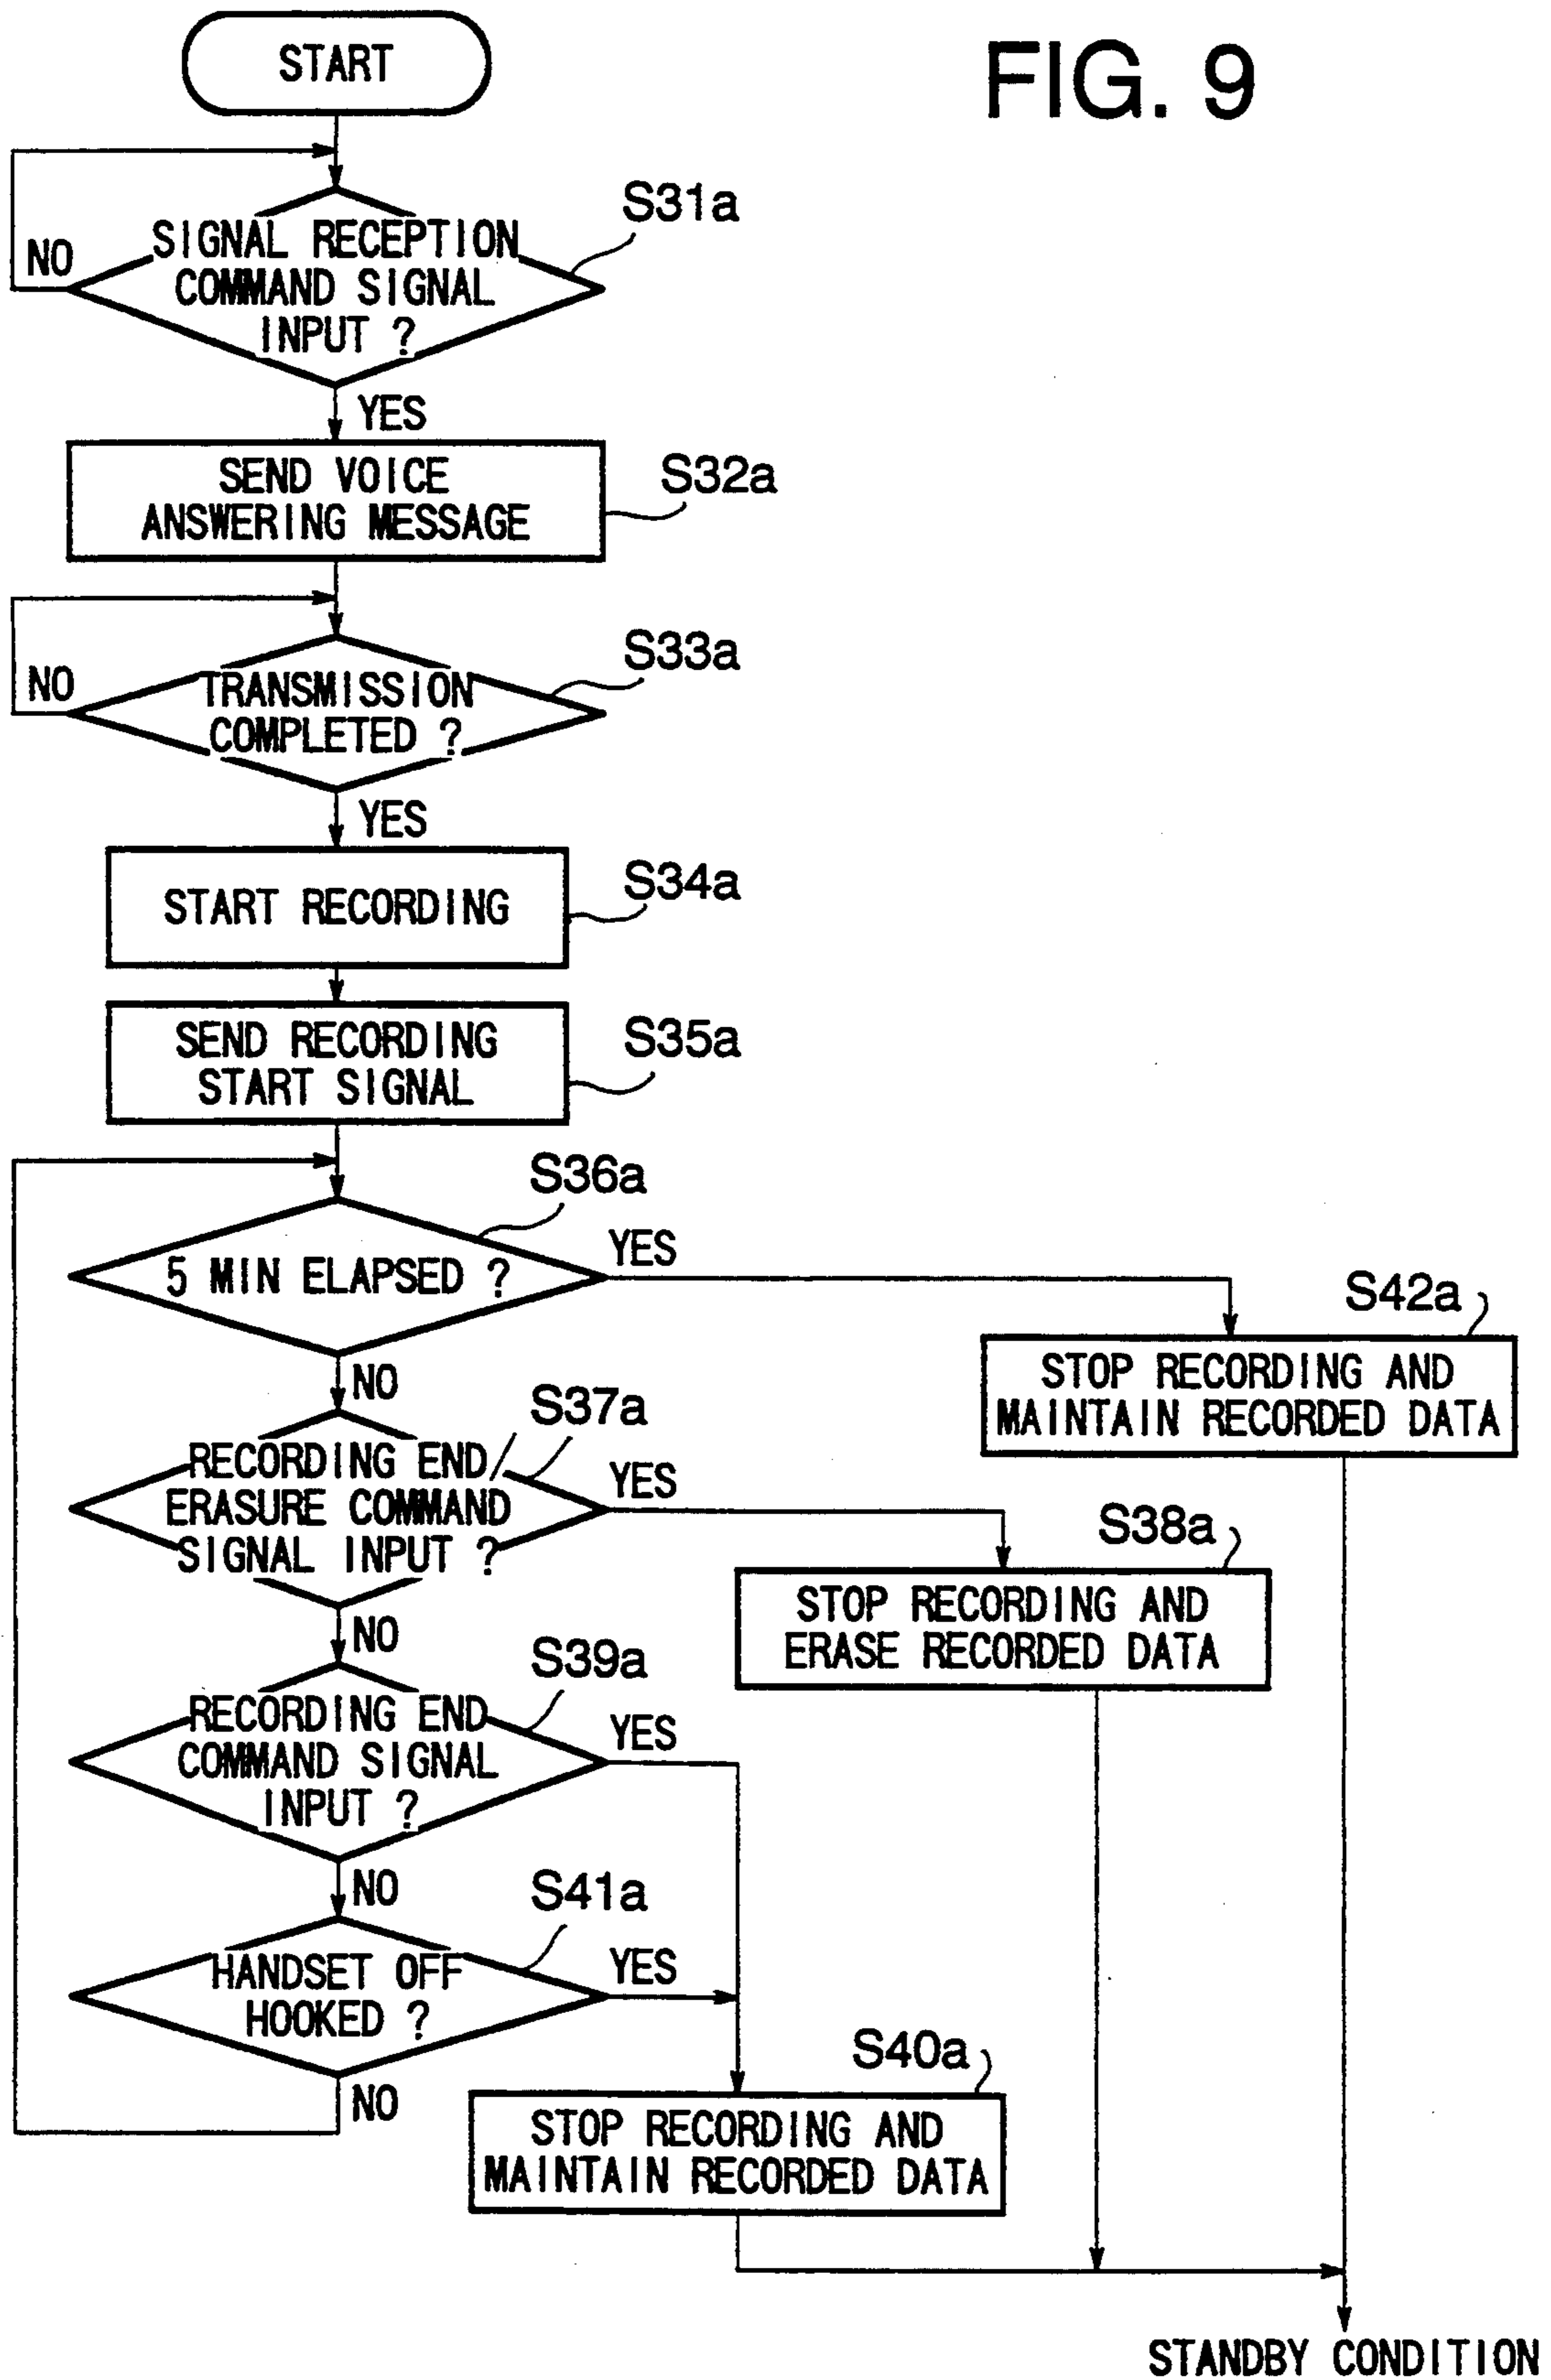 START
FIG. 9
S31a
SIGNAL RECEPTION
COMMAND SIGNAL
INPUT ?
NO
YES
SEND VOICE
ANSWERING MESSAGE
S32a
S33a
TRANSMISSION
COMPLETED ?
NO
YES
START RECORDING
S34a
SEND RECORDING
START SIGNAL
S35a
S36a
5 MIN ELAPSED ?
YES
NO
S42a
STOP RECORDING AND
MAINTAIN RECORDED DATA
S37a
RECORDING END/
ERASURE COMMAND
SIGNAL INPUT ?
YES
NO
S38a
STOP RECORDING AND
ERASE RECORDED DATA
S39a
RECORDING END
COMMAND SIGNAL
INPUT ?
YES
NO
S41a
HANDSET OFF
HOOKED ?
YES
NO
S40a
STOP RECORDING AND
MAINTAIN RECORDED DATA
STANDBY CONDITION